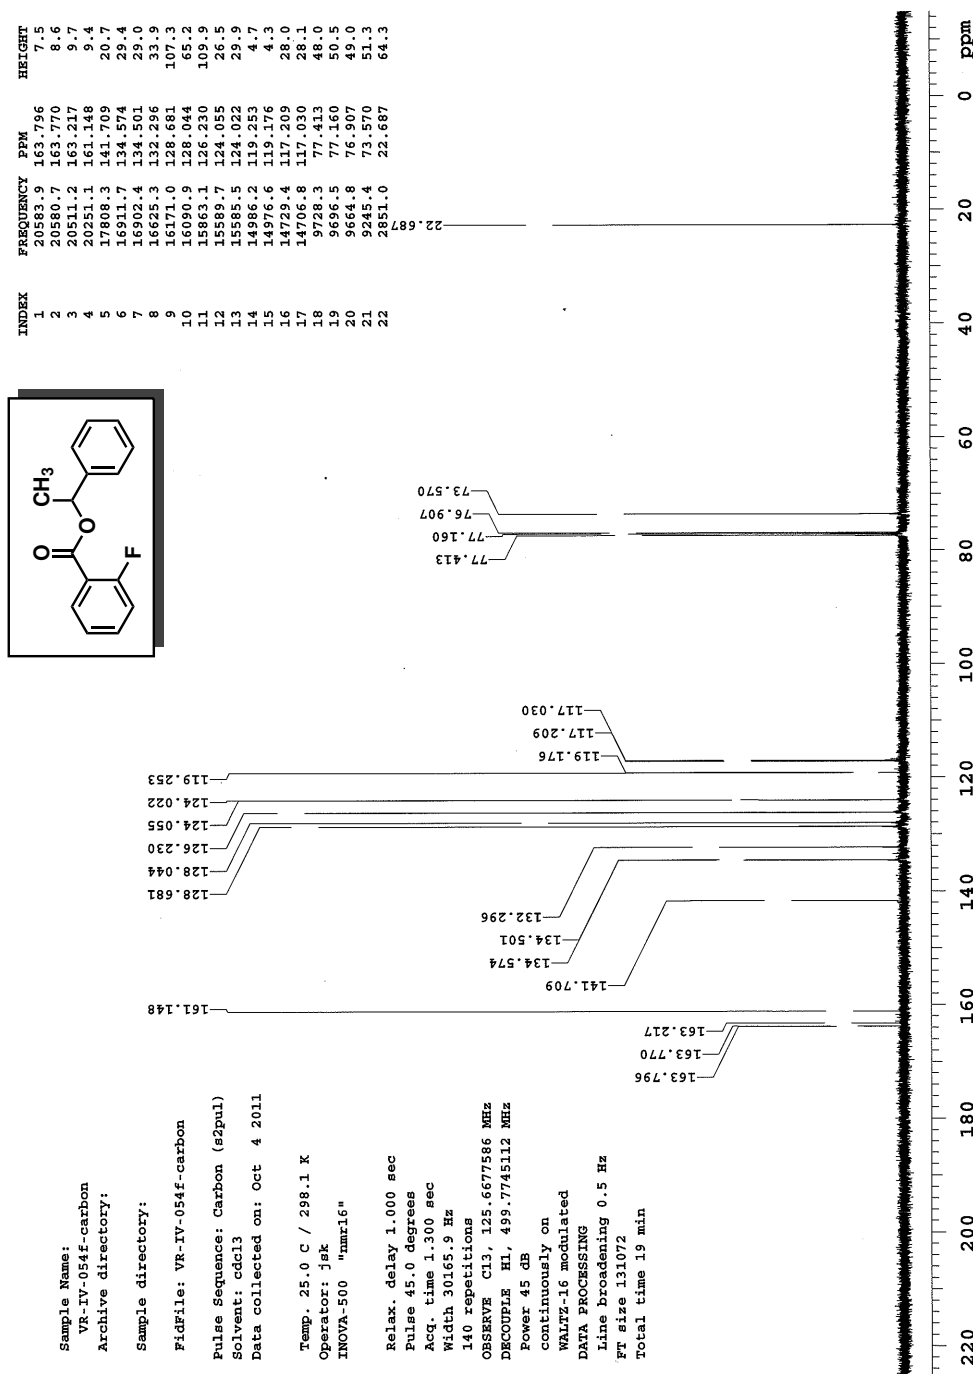 Sample Name:
VR-IV-054f-carbon
Archive directory:
Sample directory:
FidFile: VR-IV-054f-carbon
Pulse Sequence: Carbon (s2pul)
Solvent: cdcl3
Data collected on: Oct 4 2011
Temp. 25.0 C / 298.1 K
Operator: jsk
INOVA-500 "nmr16"
Relax. delay 1.000 sec
Pulse 45.0 degrees
Acq. time 1.300 sec
Width 30165.9 Hz
140 repetitions
OBSERVE C13, 125.6677586 MHz
DECOUPLE H1, 499.7745112 MHz
Power 45 dB
continuously on
WALTZ-16 modulated
DATA PROCESSING
Line broadening 0.5 Hz
FT size 131072
Total time 19 min
O
CH3
O
F
INDEX FREQUENCY PPM HEIGHT
1 20583.9 163.796 7.5
2 20580.7 163.770 8.6
3 20511.2 163.217 9.7
4 20251.1 161.148 9.4
5 17808.3 141.709 20.7
6 16911.7 134.574 29.4
7 16902.4 134.501 29.0
8 16625.3 132.296 33.9
9 16171.0 128.681 107.3
10 16090.9 128.044 65.2
11 15863.1 126.230 109.9
12 15589.7 124.055 26.5
13 15585.5 124.022 29.9
14 14986.2 119.253 4.7
15 14976.6 119.176 4.3
16 14729.4 117.209 28.0
17 14706.8 117.030 28.1
18 9728.3 77.413 48.0
19 9696.5 77.160 50.5
20 9664.8 76.907 49.0
21 9245.4 73.570 51.3
22 2851.0 22.687 64.3
163.796
163.770
163.217
161.148
141.709
134.574
134.501
132.296
128.681
128.044
126.230
124.055
124.022
119.253
119.176
117.209
117.030
77.413
77.160
76.907
73.570
22.687
220 200 180 160 140 120 100 80 60 40 20 0 ppm